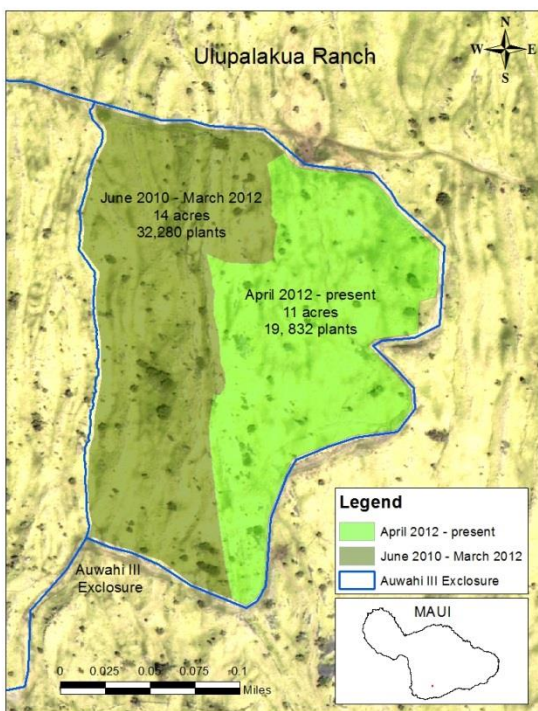 Ulupalakua Ranch
N
W E
S
June 2010 - March 2012
14 acres
32,280 plants
April 2012 - present
11 acres
19, 832 plants
Auwahi III
Exclosure
Legend
April 2012 - present
June 2010 - March 2012
Auwahi III Exclosure
MAUI
0 0.025 0.05 0.075 0.1
Miles